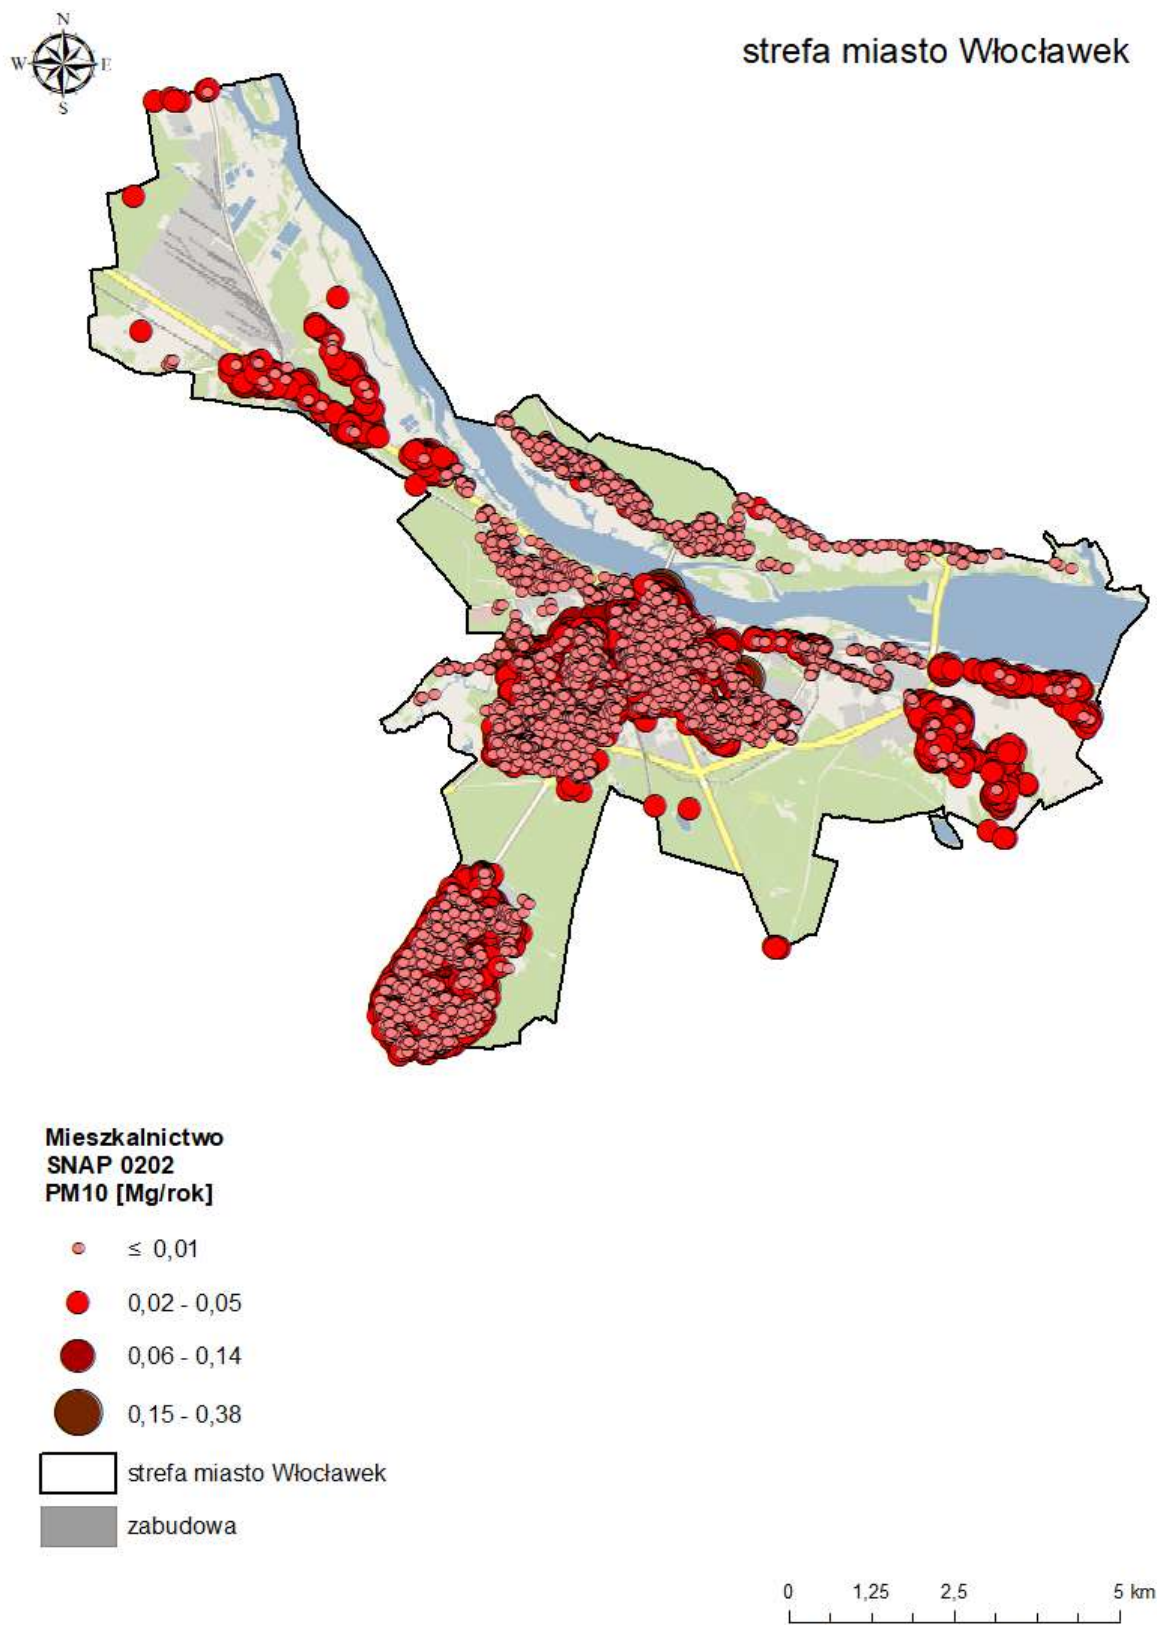 N
W E
S
strefa miasto Włocławek
Mieszkalnictwo
SNAP 0202
PM10 [Mg/rok]
≤ 0,01
0,02 - 0,05
0,06 - 0,14
0,15 - 0,38
strefa miasto Włocławek
zabudowa
0 1,25 2,5 5 km